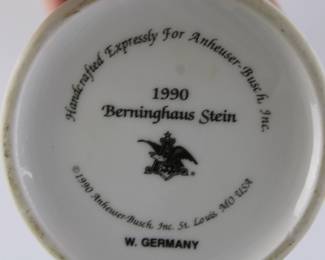 Handcrafted Expressly For Anheuser-Busch, Inc.
1990
Berninghaus Stein
©1990 Anheuser-Busch, Inc. St. Louis, MO USA
W. GERMANY